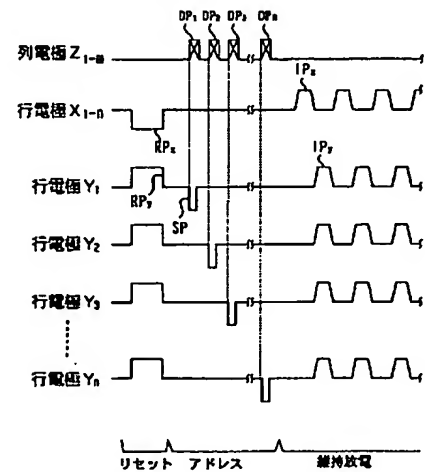 DP₁ DP₂ DP₃ DPₙ
列電極 Z₁₋ₘ
IPₓ
行電極 X₁₋ₙ
RPₓ
IPᵧ
行電極 Y₁
RPᵧ
SP
行電極 Y₂
行電極 Y₃
行電極 Yₙ
リセット アドレス 維持放電